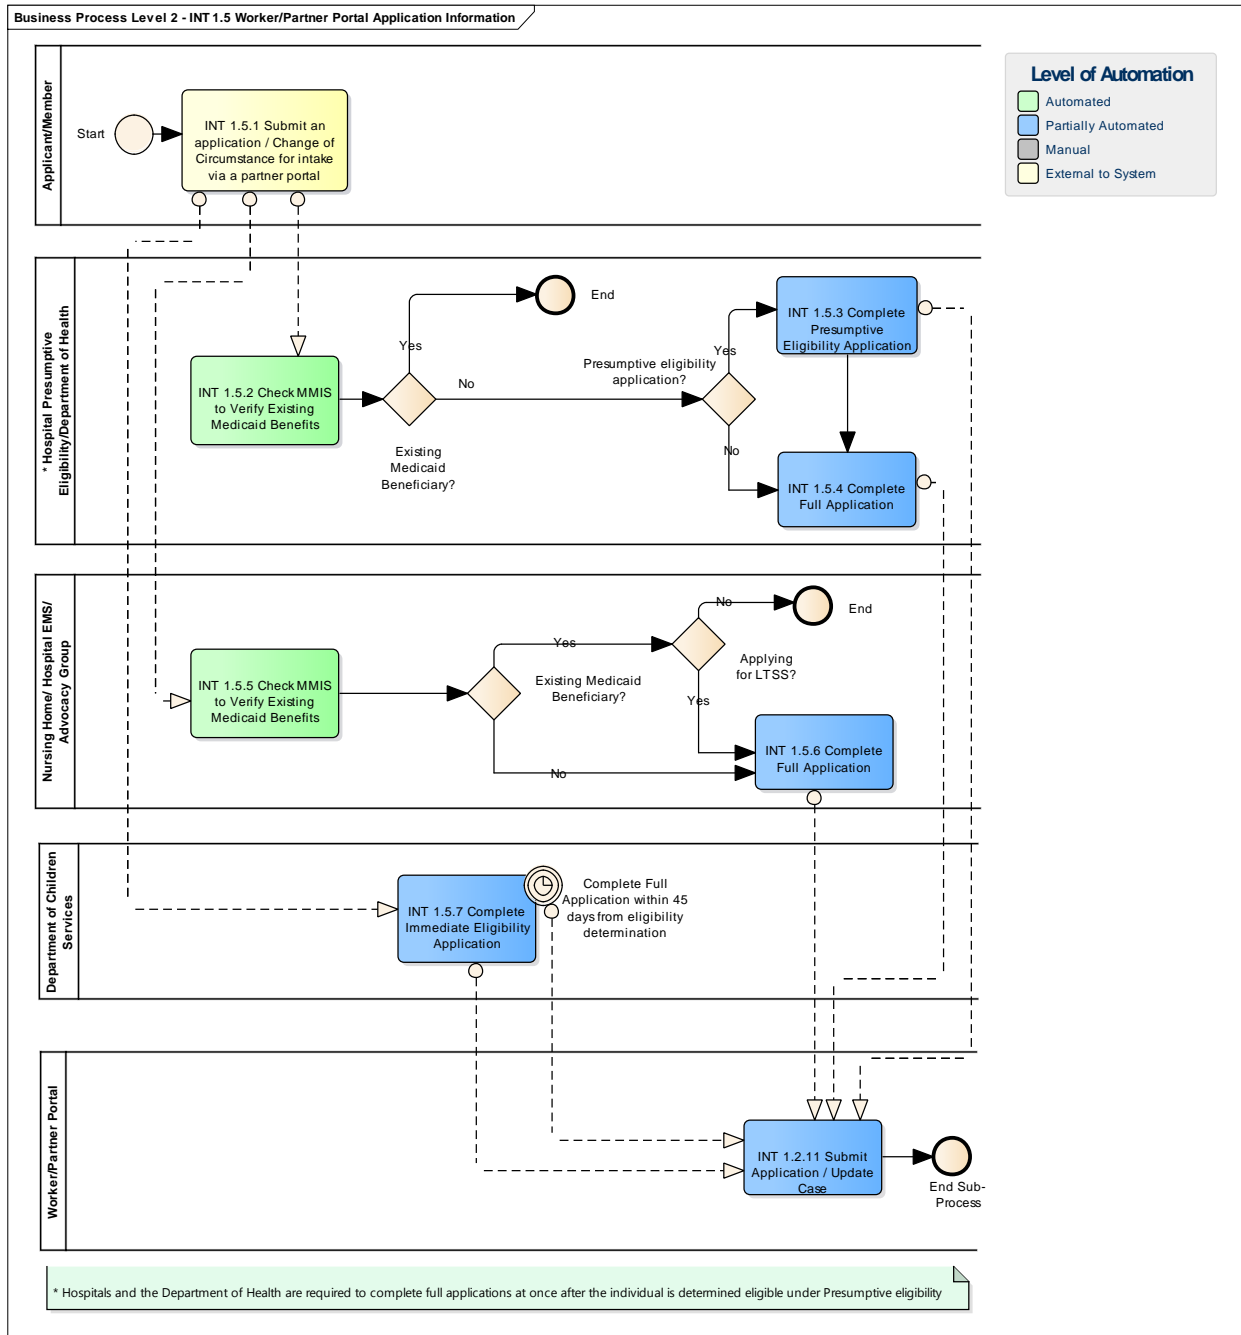 Business Process Level 2 - INT 1.5 Worker/Partner Portal Application Information
Level of Automation
Automated
Partially Automated
Manual
External to System
Applicant/Member
Start
INT 1.5.1 Submit an
application / Change of
Circumstance for intake
via a partner portal
* Hospital Presumptive
Eligibility/Department of Health
INT 1.5.2 Check MMIS
to Verify Existing
Medicaid Benefits
Yes
End
No
Existing
Medicaid
Beneficiary?
Presumptive eligibility
application?
Yes
No
INT 1.5.3 Complete
Presumptive
Eligibility Application
INT 1.5.4 Complete
Full Application
Nursing Home/ Hospital EMS/
Advocacy Group
INT 1.5.5 Check MMIS
to Verify Existing
Medicaid Benefits
Yes
Existing Medicaid
Beneficiary?
No
No
End
Applying
for LTSS?
Yes
INT 1.5.6 Complete
Full Application
Department of Children
Services
INT 1.5.7 Complete
Immediate Eligibility
Application
Complete Full
Application within 45
days from eligibility
determination
Worker/Partner Portal
INT 1.2.11 Submit
Application / Update
Case
End Sub-
Process
* Hospitals and the Department of Health are required to complete full applications at once after the individual is determined eligible under Presumptive eligibility